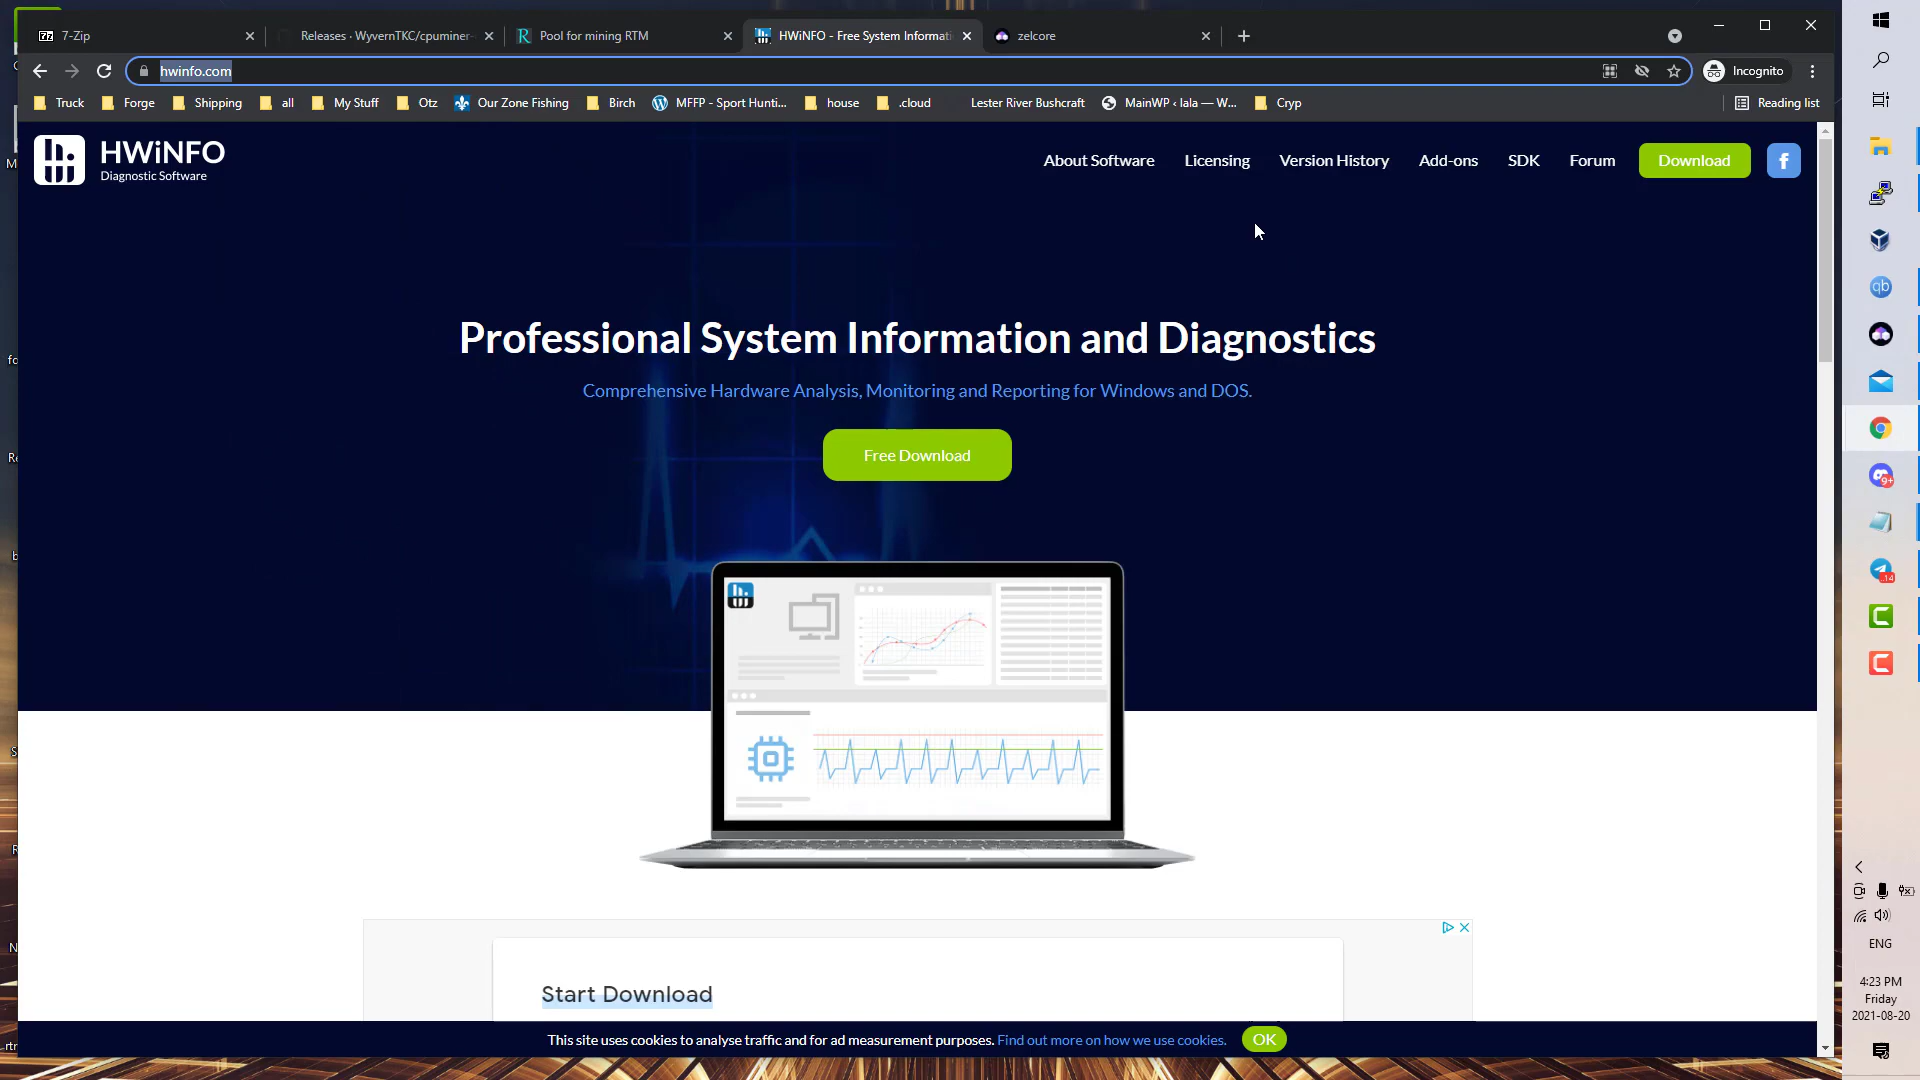 7-Zip
Releases · WyvernTKC/cpuminer-
Pool for mining RTM
HWiNFO - Free System Informati
zelcore
hwinfo.com
Incognito
Truck
Forge
Shipping
all
My Stuff
Otz
Our Zone Fishing
Birch
MFFP - Sport Hunti...
house
.cloud
Lester River Bushcraft
MainWP ‹ lala — W...
Cryp
Reading list
HWiNFO
Diagnostic Software
About Software
Licensing
Version History
Add-ons
SDK
Forum
Download
Professional System Information and Diagnostics
Comprehensive Hardware Analysis, Monitoring and Reporting for Windows and DOS.
Free Download
Start Download
This site uses cookies to analyse traffic and for ad measurement purposes. Find out more on how we use cookies.
OK
qb
9+
14
ENG
4:23 PM
Friday
2021-08-20